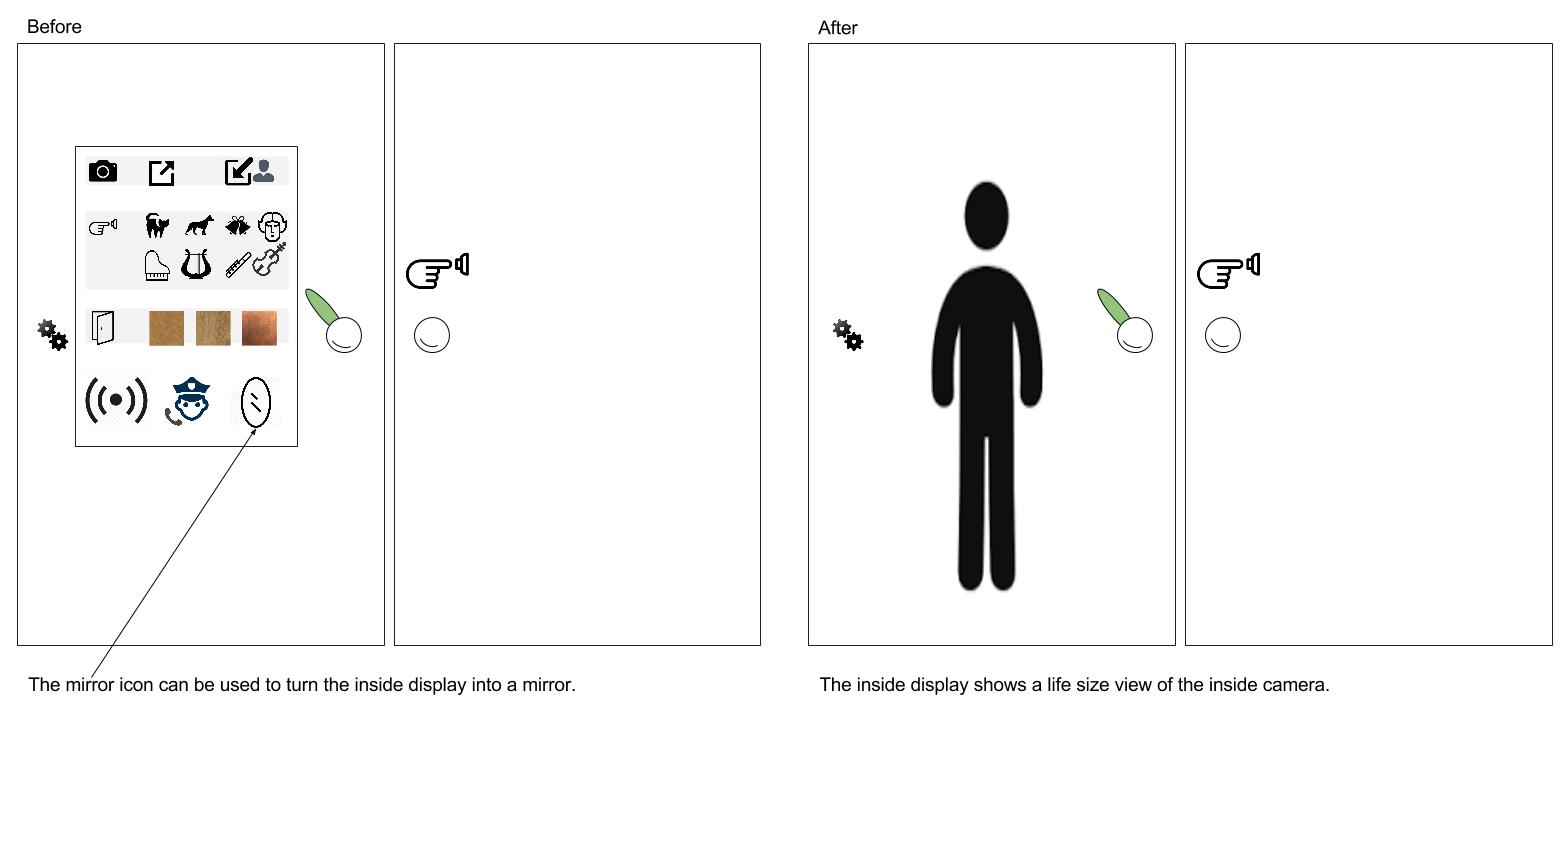 Before
After
The mirror icon can be used to turn the inside display into a mirror.
The inside display shows a life size view of the inside camera.